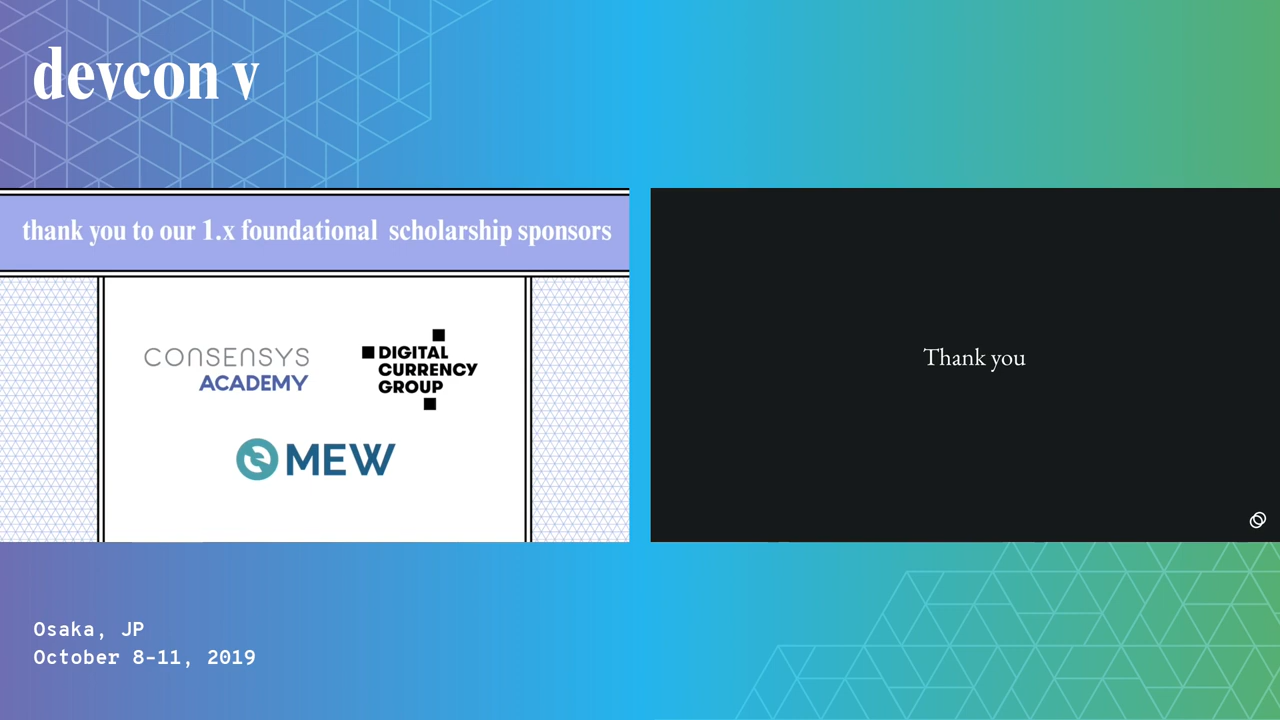 devcon v
thank you to our 1.x foundational scholarship sponsors
CONSENSYS
ACADEMY
DIGITAL
CURRENCY
GROUP
MEW
Thank you
Osaka, JP
October 8-11, 2019